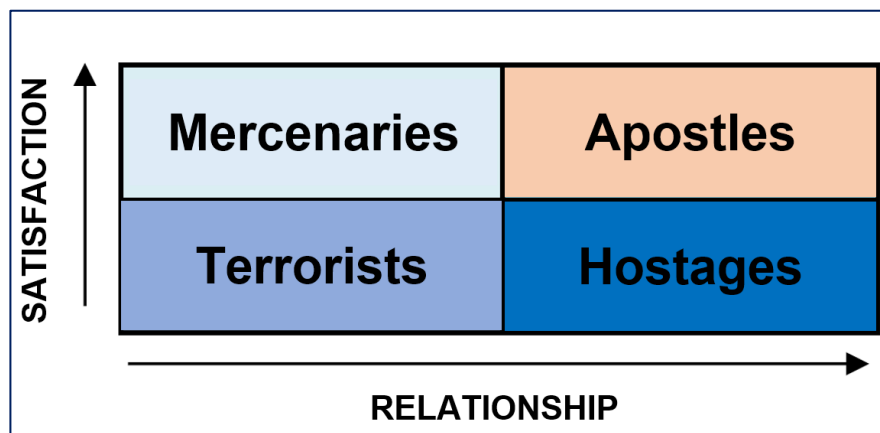 SATISFACTION
Mercenaries
Apostles
Terrorists
Hostages
RELATIONSHIP